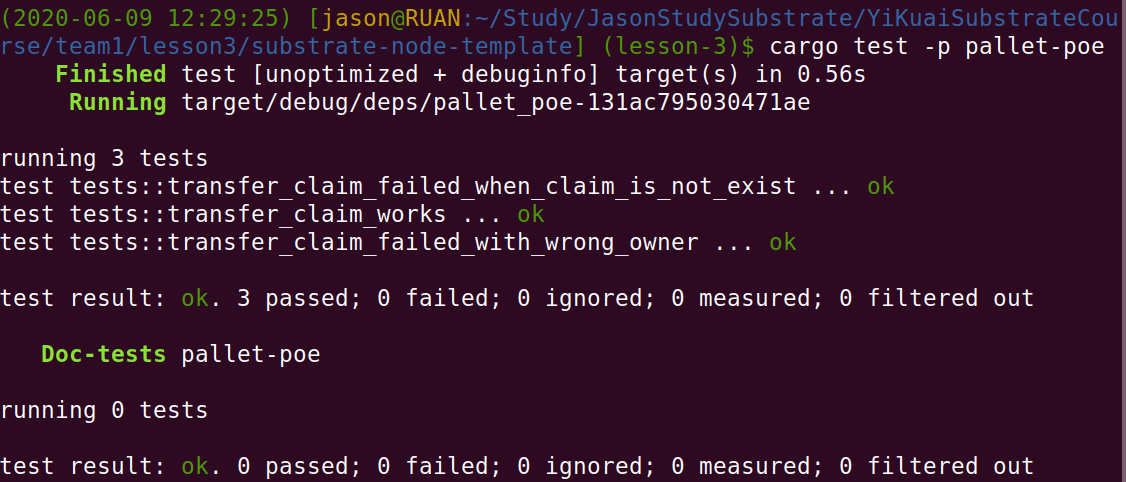 (2020-06-09 12:29:25) [jason@RUAN:~/Study/JasonStudySubstrate/YiKuaiSubstrateCou
rse/team1/lesson3/substrate-node-template] (lesson-3)$ cargo test -p pallet-poe
    Finished test [unoptimized + debuginfo] target(s) in 0.56s
     Running target/debug/deps/pallet_poe-131ac795030471ae
running 3 tests
test tests::transfer_claim_failed_when_claim_is_not_exist ... ok
test tests::transfer_claim_works ... ok
test tests::transfer_claim_failed_with_wrong_owner ... ok
test result: ok. 3 passed; 0 failed; 0 ignored; 0 measured; 0 filtered out
   Doc-tests pallet-poe
running 0 tests
test result: ok. 0 passed; 0 failed; 0 ignored; 0 measured; 0 filtered out